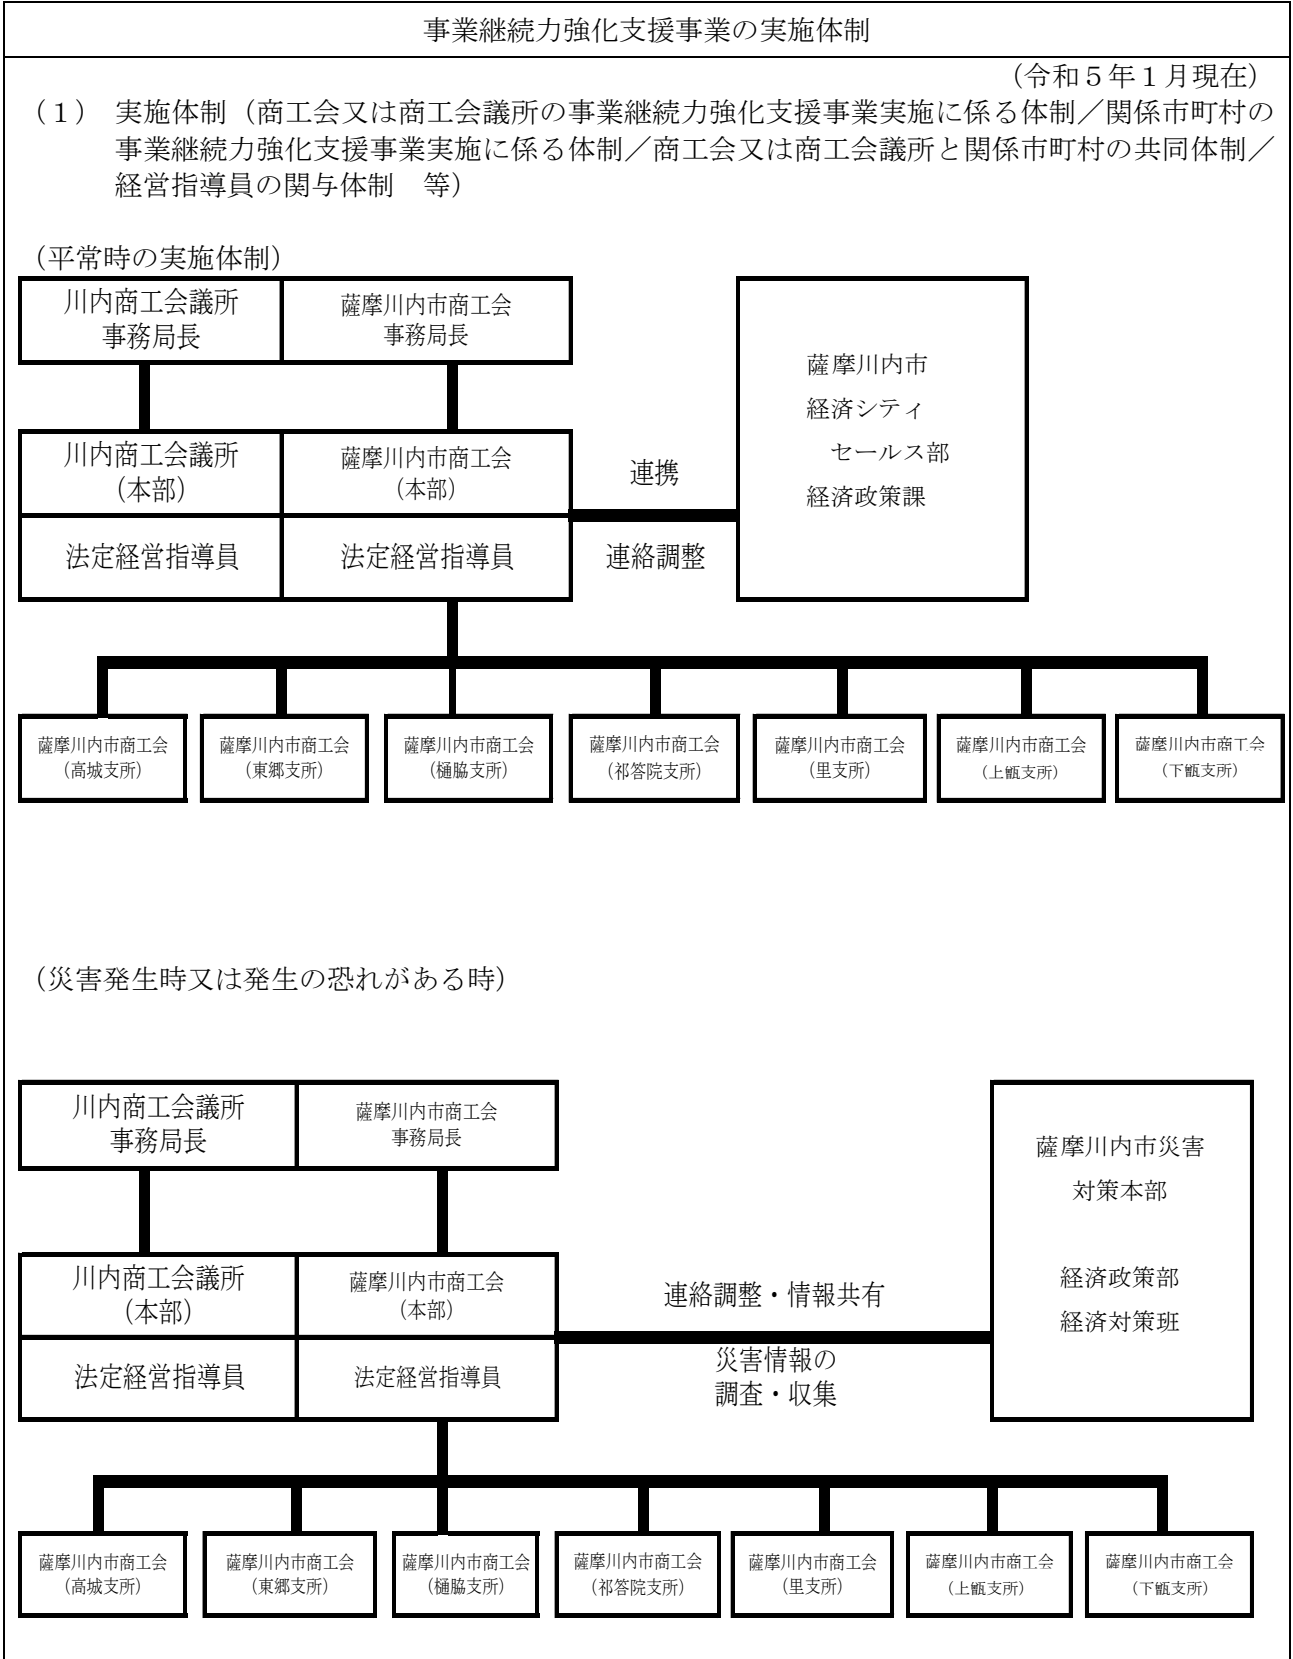 事業継続力強化支援事業の実施体制
（令和５年１月現在）
（１） 実施体制（商工会又は商工会議所の事業継続力強化支援事業実施に係る体制／関係市町村の
事業継続力強化支援事業実施に係る体制／商工会又は商工会議所と関係市町村の共同体制／
経営指導員の関与体制　等）
（平常時の実施体制）
川内商工会議所
事務局長
薩摩川内市商工会
事務局長
川内商工会議所
（本部）
薩摩川内市商工会
（本部）
法定経営指導員
法定経営指導員
連携
連絡調整
薩摩川内市
経済シティ
セールス部
経済政策課
薩摩川内市商工会
（高城支所）
薩摩川内市商工会
（東郷支所）
薩摩川内市商工会
（樋脇支所）
薩摩川内市商工会
（祁答院支所）
薩摩川内市商工会
（里支所）
薩摩川内市商工会
（上甑支所）
薩摩川内市商工会
（下甑支所）
（災害発生時又は発生の恐れがある時）
川内商工会議所
事務局長
薩摩川内市商工会
事務局長
川内商工会議所
（本部）
薩摩川内市商工会
（本部）
法定経営指導員
法定経営指導員
連絡調整・情報共有
災害情報の
調査・収集
薩摩川内市災害
対策本部
経済政策部
経済対策班
薩摩川内市商工会
（高城支所）
薩摩川内市商工会
（東郷支所）
薩摩川内市商工会
（樋脇支所）
薩摩川内市商工会
（祁答院支所）
薩摩川内市商工会
（里支所）
薩摩川内市商工会
（上甑支所）
薩摩川内市商工会
（下甑支所）